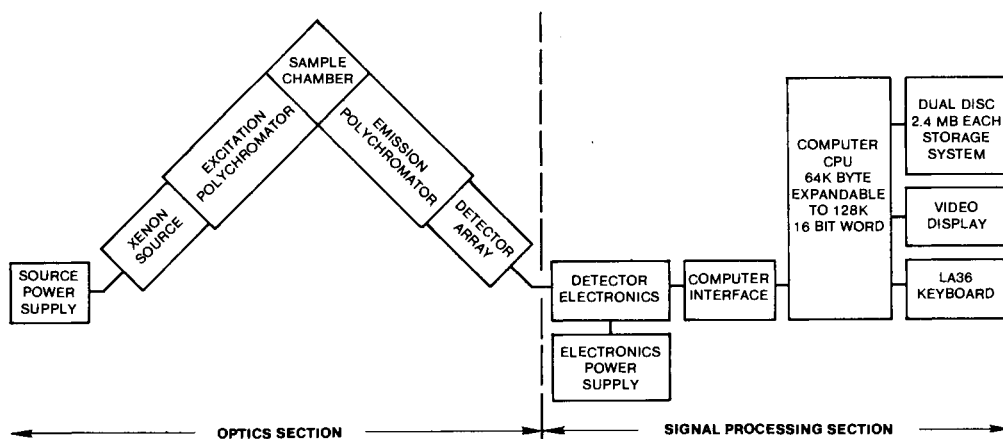 SAMPLE
CHAMBER
EXCITATION
POLYCHROMATOR
EMISSION
POLYCHROMATOR
XENON
SOURCE
DETECTOR
ARRAY
SOURCE
POWER
SUPPLY
DETECTOR
ELECTRONICS
ELECTRONICS
POWER
SUPPLY
COMPUTER
INTERFACE
COMPUTER
CPU
64K BYTE
EXPANDABLE
TO 128K
16 BIT WORD
DUAL DISC
2.4 MB EACH
STORAGE
SYSTEM
VIDEO
DISPLAY
LA36
KEYBOARD
OPTICS SECTION
SIGNAL PROCESSING SECTION